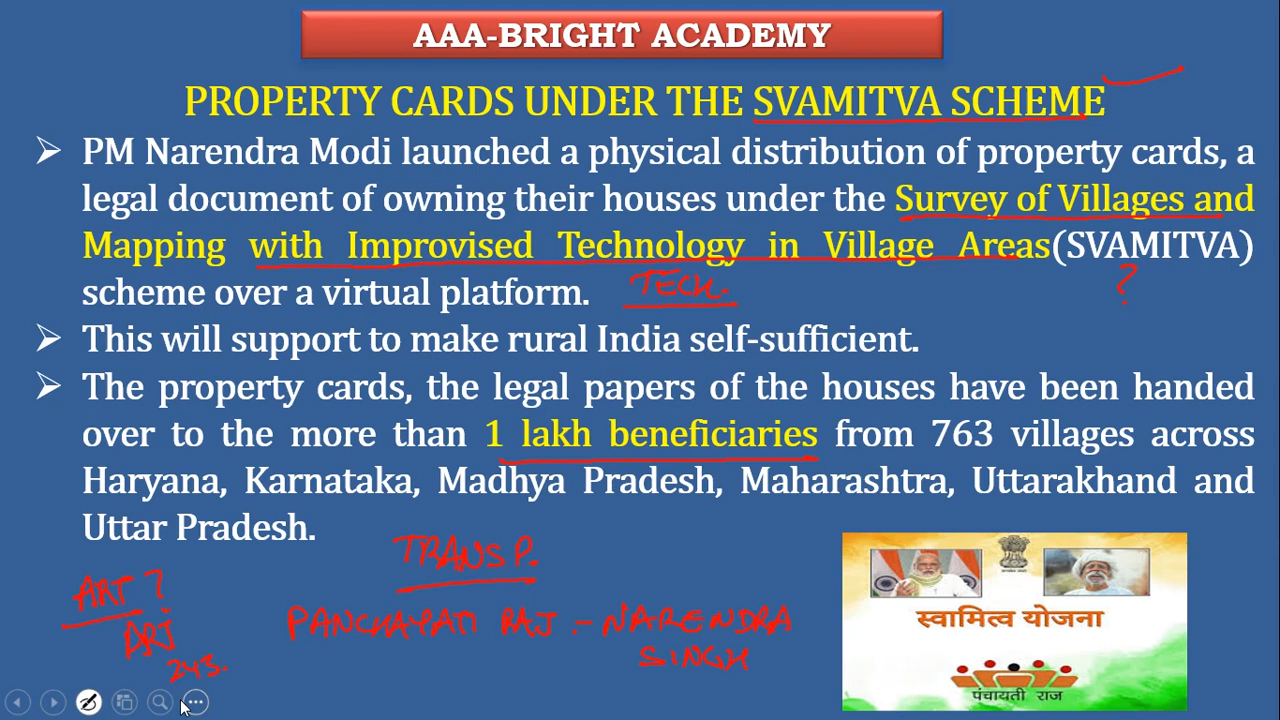 AAA-BRIGHT ACADEMY
PROPERTY CARDS UNDER THE SVAMITVA SCHEME
➢ PM Narendra Modi launched a physical distribution of property cards, a
legal document of owning their houses under the Survey of Villages and
Mapping with Improvised Technology in Village Areas(SVAMITVA)
scheme over a virtual platform.
TECH.
?
➢ This will support to make rural India self-sufficient.
➢ The property cards, the legal papers of the houses have been handed
over to the more than 1 lakh beneficiaries from 763 villages across
Haryana, Karnataka, Madhya Pradesh, Maharashtra, Uttarakhand and
Uttar Pradesh.
TRANSP.
ART?
PANCHAYATI RAJ :- NARENDRA
SINGH
243.
स्वामित्व योजना
पंचायती राज